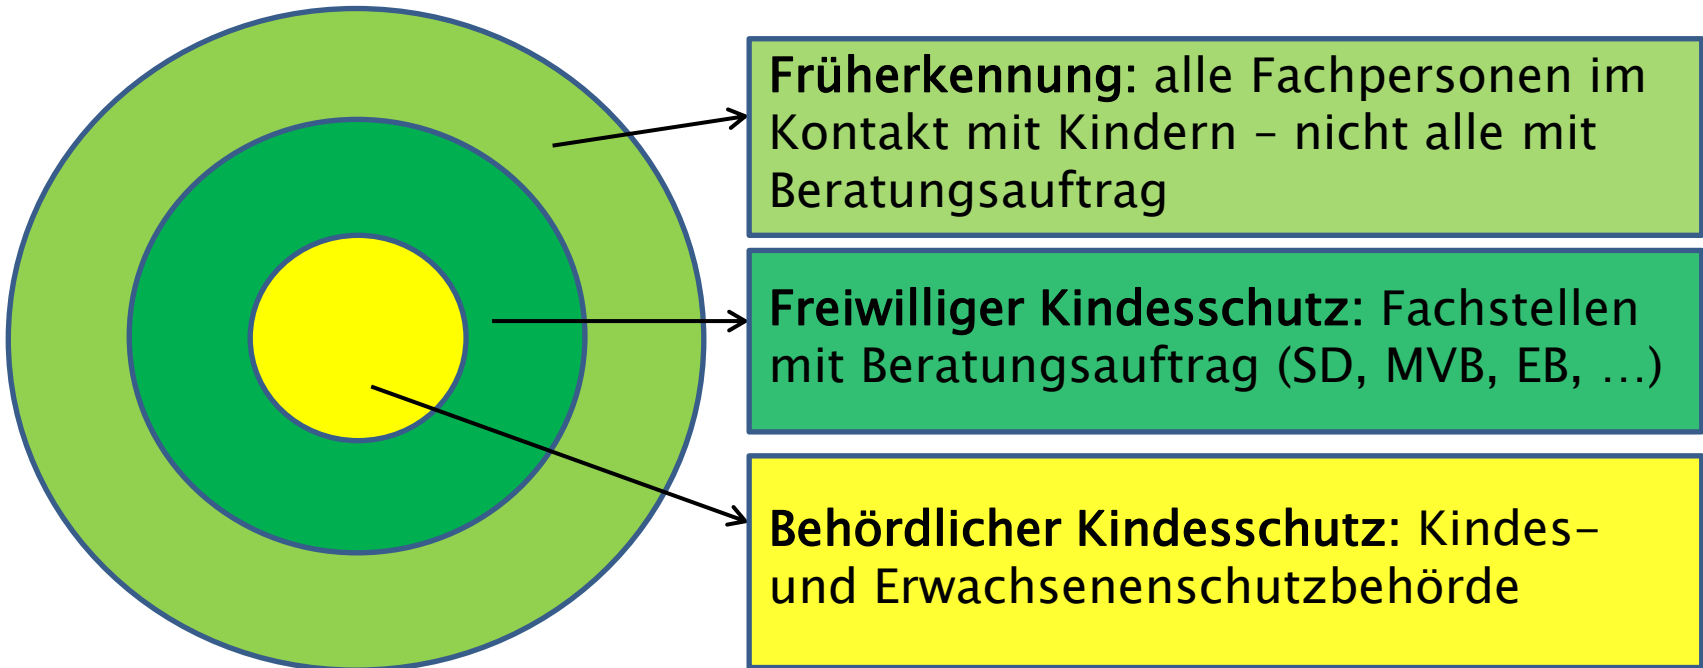 Früherkennung: alle Fachpersonen im
Kontakt mit Kindern – nicht alle mit
Beratungsauftrag
Freiwilliger Kindesschutz: Fachstellen
mit Beratungsauftrag (SD, MVB, EB, …)
Behördlicher Kindesschutz: Kindes–
und Erwachsenenschutzbehörde